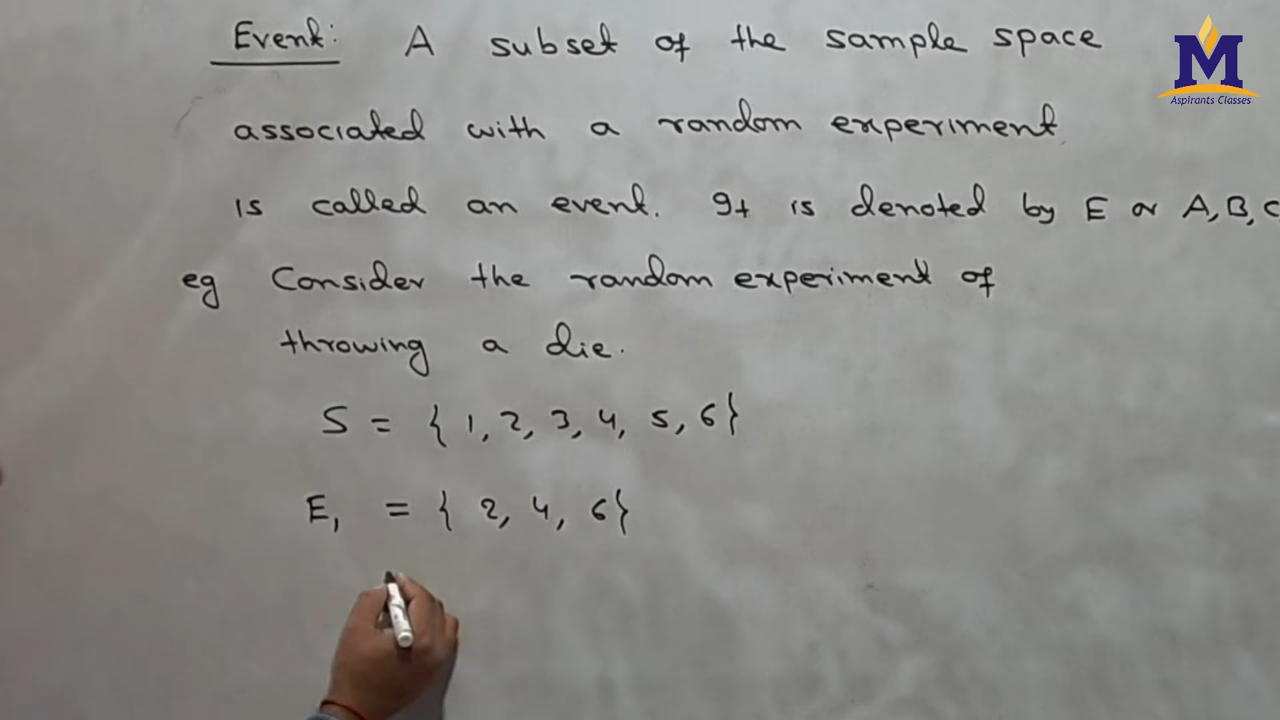 Event: A subset of the sample space
associated with a random experiment
is called an event. It is denoted by E or A, B, C
eg Consider the random experiment of
throwing a die.
S = { 1, 2, 3, 4, 5, 6 }
E₁ = { 2, 4, 6 }
M
Aspirants Classes